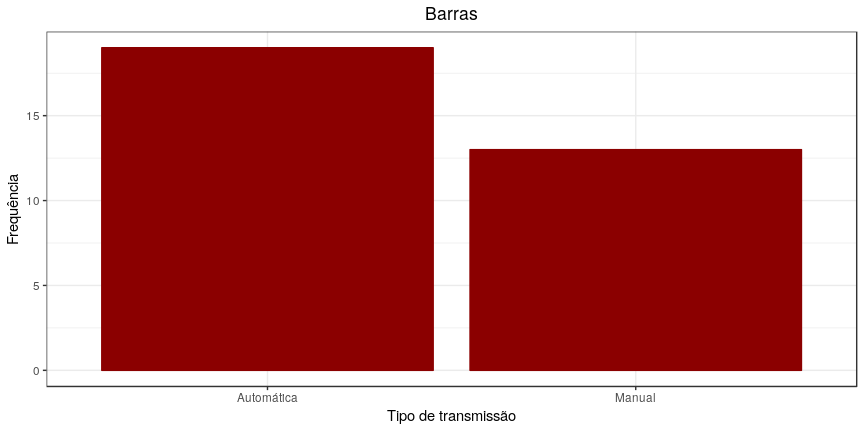 Barras
Frequência
15
10
5
0
Automática
Manual
Tipo de transmissão